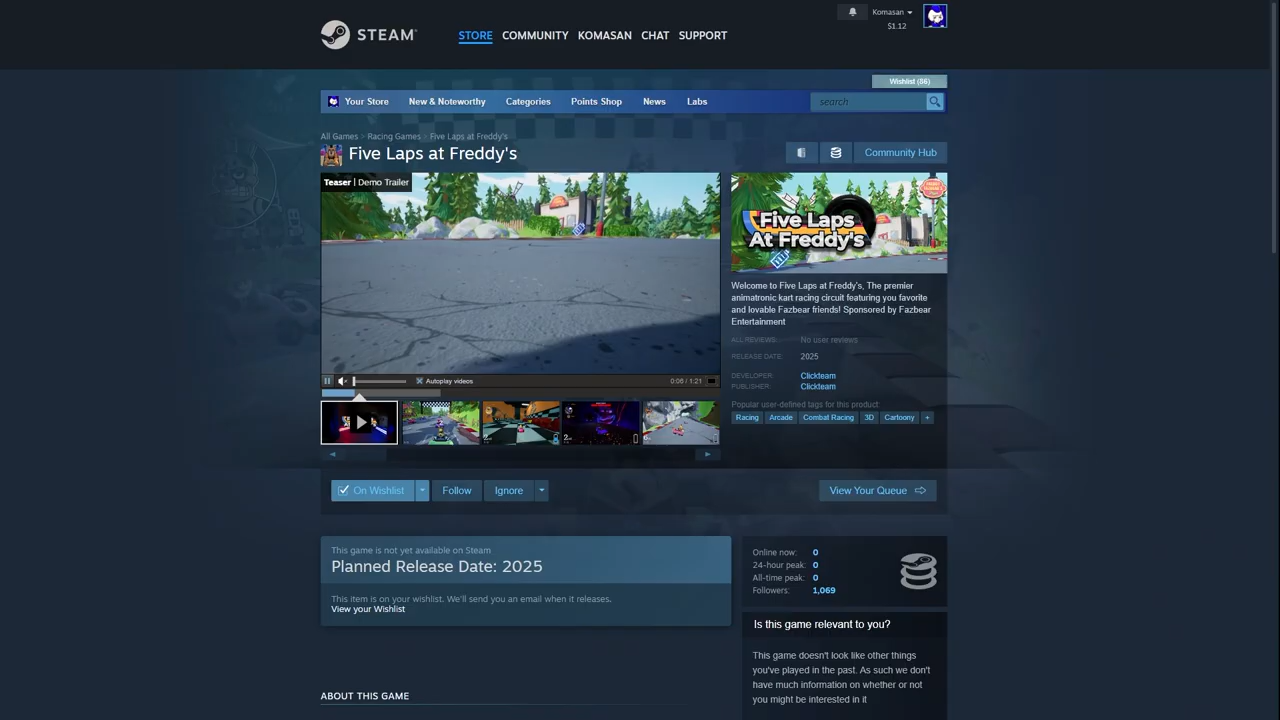 Komasan
$1.12
STEAM®
STORE COMMUNITY KOMASAN CHAT SUPPORT
Wishlist (86)
Your Store New & Noteworthy Categories Points Shop News Labs
search
All Games > Racing Games > Five Laps at Freddy's
Five Laps at Freddy's
Community Hub
Teaser | Demo Trailer
Five Laps
At Freddy's
Welcome to Five Laps at Freddy's, The premier
animatronic kart racing circuit featuring you favorite
and lovable Fazbear friends! Sponsored by Fazbear
Entertainment
ALL REVIEWS: No user reviews
RELEASE DATE: 2025
DEVELOPER: Clickteam
PUBLISHER: Clickteam
Popular user-defined tags for this product:
Racing Arcade Combat Racing 3D Cartoony +
Autoplay videos
0:06 / 1:21
On Wishlist Follow Ignore
View Your Queue
This game is not yet available on Steam
Planned Release Date: 2025
This item is on your wishlist. We'll send you an email when it releases.
View your Wishlist
Online now: 0
24-hour peak: 0
All-time peak: 0
Followers: 1,069
Is this game relevant to you?
This game doesn't look like other things
you've played in the past. As such we don't
have much information on whether or not
you might be interested in it
ABOUT THIS GAME